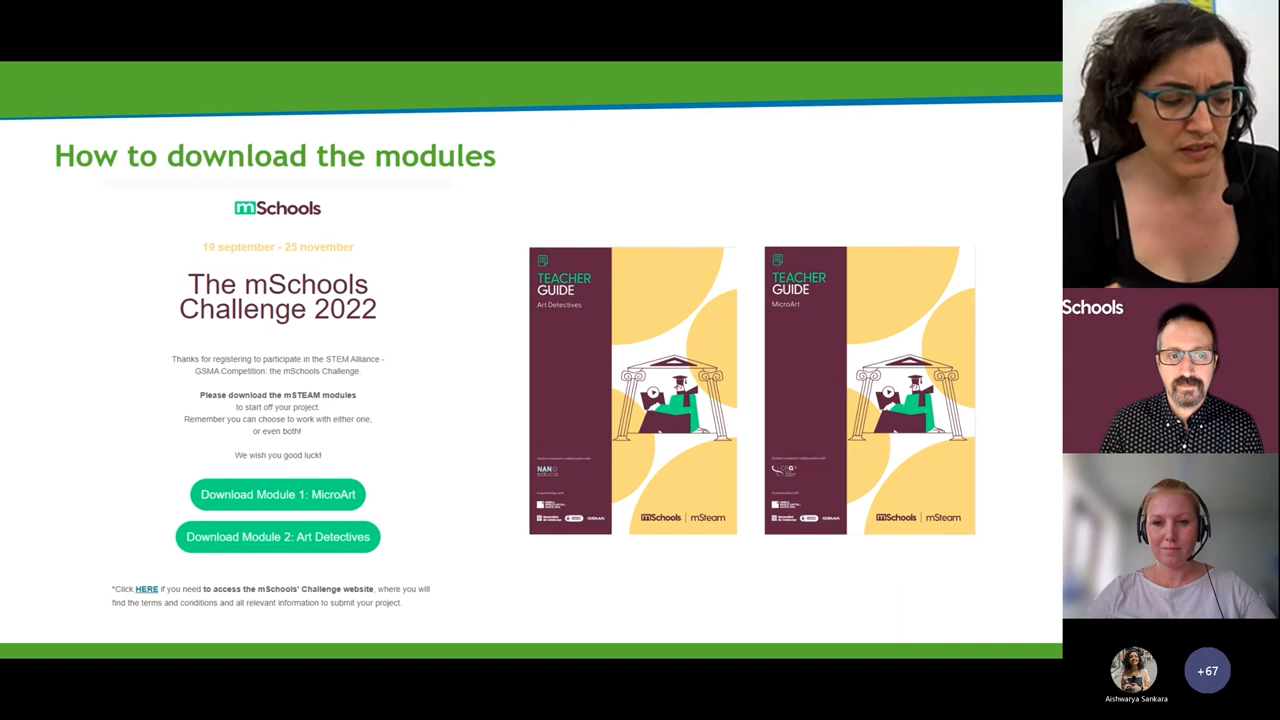 How to download the modules
mSchools
19 september - 25 november
The mSchools
Challenge 2022
Thanks for registering to participate in the STEM Alliance -
GSMA Competition: the mSchools Challenge.
Please download the mSTEAM modules
to start off your project.
Remember you can choose to work with either one,
or even both!
We wish you good luck!
Download Module 1: MicroArt
Download Module 2: Art Detectives
*Click HERE if you need to access the mSchools' Challenge website, where you will
find the terms and conditions and all relevant information to submit your project.
TEACHER
GUIDE
Art Detectives
NANO
educa
GSMA
mSchools | mSteam
TEACHER
GUIDE
MicroArt
CRG
GSMA
mSchools | mSteam
Schools
Aishwarya Sankara
+67